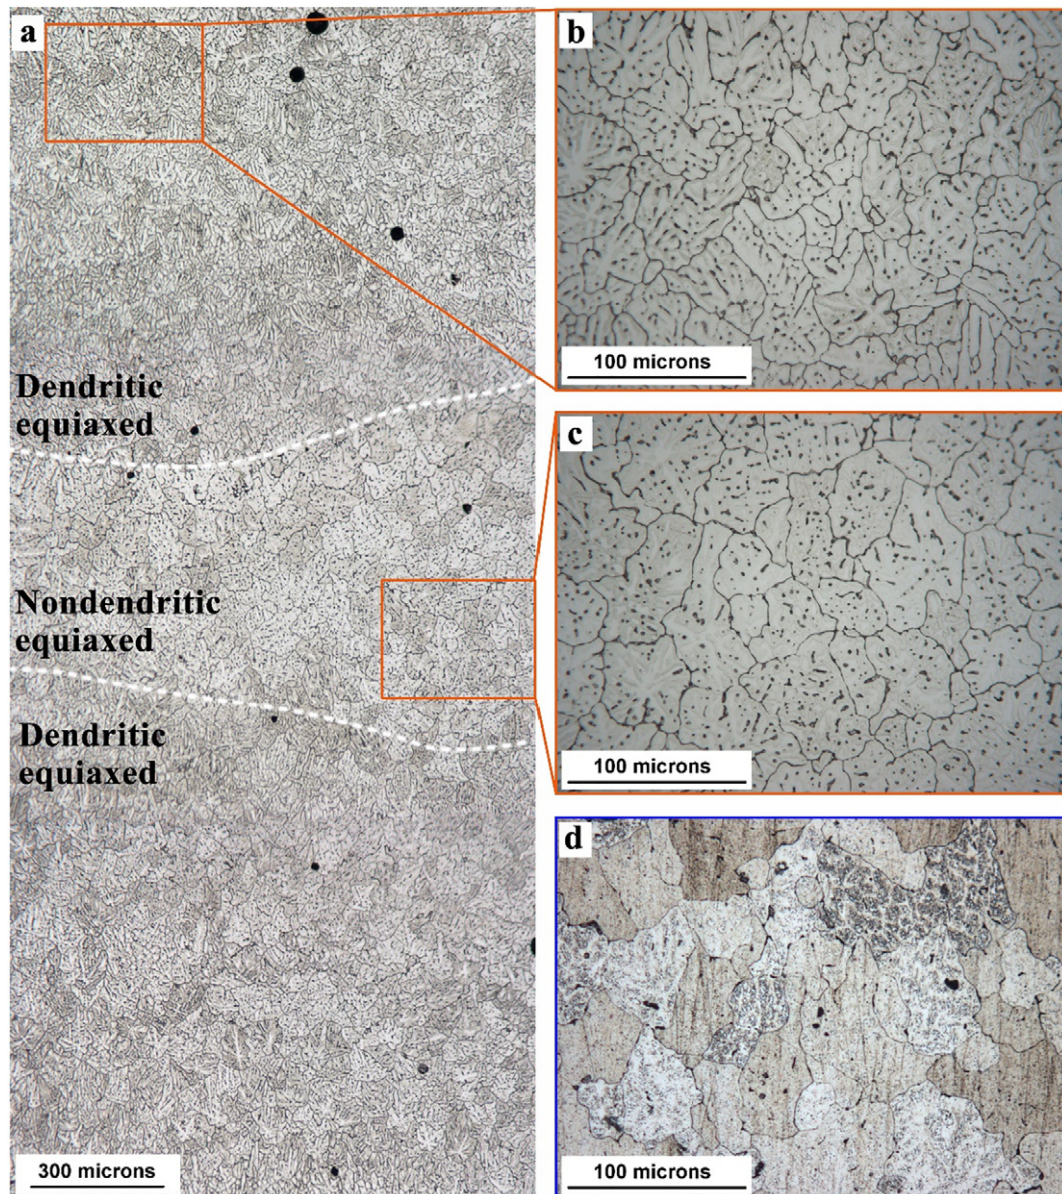 a
Dendritic
equiaxed
Nondendritic
equiaxed
Dendritic
equiaxed
300 microns
b
100 microns
c
100 microns
d
100 microns